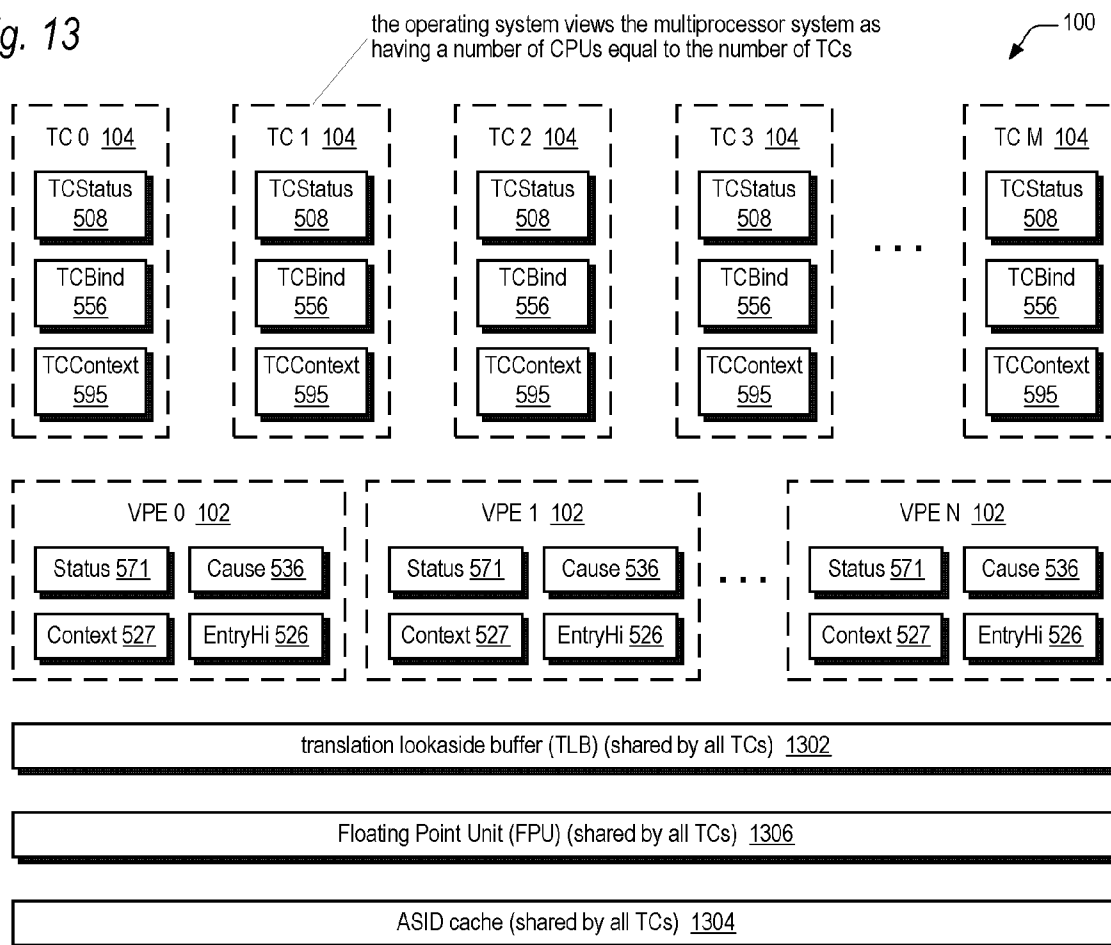 g. 13
the operating system views the multiprocessor system as
having a number of CPUs equal to the number of TCs
100
TC 0 104
TC 1 104
TC 2 104
TC 3 104
TC M 104
TCStatus
508
TCStatus
508
TCStatus
508
TCStatus
508
TCStatus
508
TCBind
556
TCBind
556
TCBind
556
TCBind
556
TCBind
556
. . .
TCContext
595
TCContext
595
TCContext
595
TCContext
595
TCContext
595
VPE 0 102
VPE 1 102
VPE N 102
Status 571
Cause 536
Status 571
Cause 536
. . .
Status 571
Cause 536
Context 527
EntryHi 526
Context 527
EntryHi 526
Context 527
EntryHi 526
translation lookaside buffer (TLB) (shared by all TCs) 1302
Floating Point Unit (FPU) (shared by all TCs) 1306
ASID cache (shared by all TCs) 1304